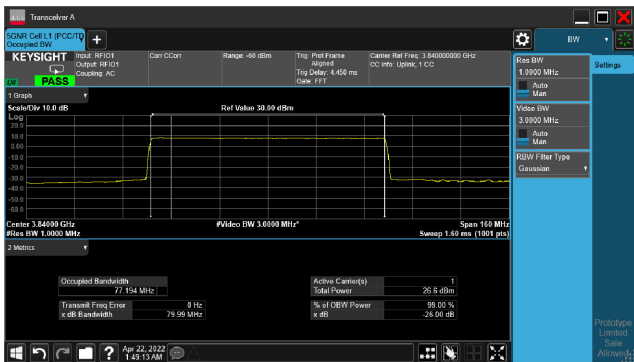 Transceiver A
5GNR Cell L1 (PCC/TD
Occupied BW
BW
KEYSIGHT
PASS
Input: RFIO1
Output: RFIO1
Coupling: AC
Corr CCorr
Range: -60 dBm
Trig: Prot Frame
Aligned
Trig Delay: 4.450 ms
Gate: FFT
Carrier Ref Freq: 3.840000000 GHz
CC Info: Uplink, 1 CC
Res BW
1.0000 MHz
Auto
Man
Settings
Video BW
3.0000 MHz
Auto
Man
RBW Filter Type
Gaussian
1 Graph
Scale/Div 10.0 dB
Ref Value 30.00 dBm
Log
20.0
10.0
0.00
-10.0
-20.0
-30.0
-40.0
-50.0
-60.0
Center 3.84000 GHz
#Video BW 3.0000 MHz*
Span 160 MHz
#Res BW 1.0000 MHz
Sweep 1.60 ms (1001 pts)
2 Metrics
Occupied Bandwidth
77.194 MHz
Transmit Freq Error 0 Hz
x dB Bandwidth 79.99 MHz
Active Carrier(s) 1
Total Power 26.6 dBm
% of OBW Power 99.00 %
x dB -26.00 dB
Prototype
Limited
Sale
Allowed
Apr 22, 2022
1:49:13 AM